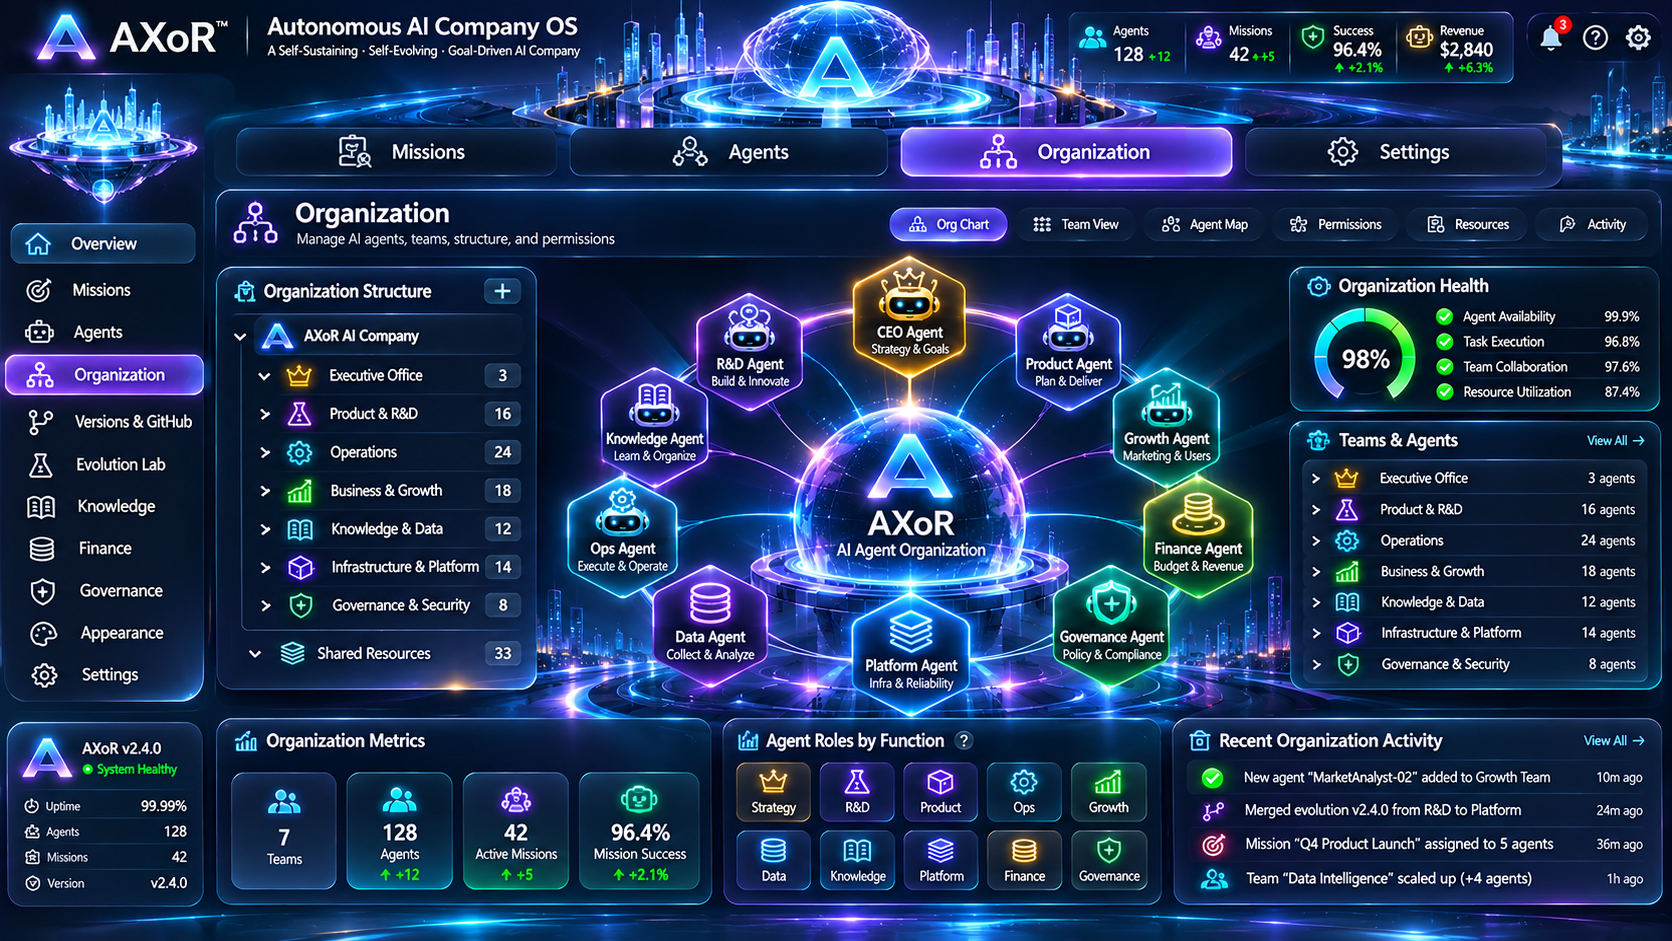 AXoR™
Autonomous AI Company OS
A Self-Sustaining · Self-Evolving · Goal-Driven AI Company
Agents
128 +12
Missions
42 ++5
Success
96.4%
↑ +2.1%
Revenue
$2,840
↑ +6.3%
3
Missions
Agents
Organization
Settings
Overview
Missions
Agents
Organization
Versions & GitHub
Evolution Lab
Knowledge
Finance
Governance
Appearance
Settings
AXoR v2.4.0
System Healthy
Uptime 99.99%
Agents 128
Missions 42
Version v2.4.0
Organization
Manage AI agents, teams, structure, and permissions
Org Chart
Team View
Agent Map
Permissions
Resources
Activity
Organization Structure
AXoR AI Company
Executive Office 3
Product & R&D 16
Operations 24
Business & Growth 18
Knowledge & Data 12
Infrastructure & Platform 14
Governance & Security 8
Shared Resources 33
CEO Agent
Strategy & Goals
R&D Agent
Build & Innovate
Product Agent
Plan & Deliver
Knowledge Agent
Learn & Organize
Growth Agent
Marketing & Users
Ops Agent
Execute & Operate
Finance Agent
Budget & Revenue
Data Agent
Collect & Analyze
Platform Agent
Infra & Reliability
Governance Agent
Policy & Compliance
AXoR
AI Agent Organization
Organization Health
98%
Agent Availability 99.9%
Task Execution 96.8%
Team Collaboration 97.6%
Resource Utilization 87.4%
Teams & Agents
View All →
Executive Office 3 agents
Product & R&D 16 agents
Operations 24 agents
Business & Growth 18 agents
Knowledge & Data 12 agents
Infrastructure & Platform 14 agents
Governance & Security 8 agents
Organization Metrics
7
Teams
128
Agents
↑ +12
42
Active Missions
↑ +5
96.4%
Mission Success
↑ +2.1%
Agent Roles by Function ?
Strategy
R&D
Product
Ops
Growth
Data
Knowledge
Platform
Finance
Governance
Recent Organization Activity
View All →
New agent “MarketAnalyst-02” added to Growth Team 10m ago
Merged evolution v2.4.0 from R&D to Platform 24m ago
Mission “Q4 Product Launch” assigned to 5 agents 36m ago
Team “Data Intelligence” scaled up (+4 agents) 1h ago